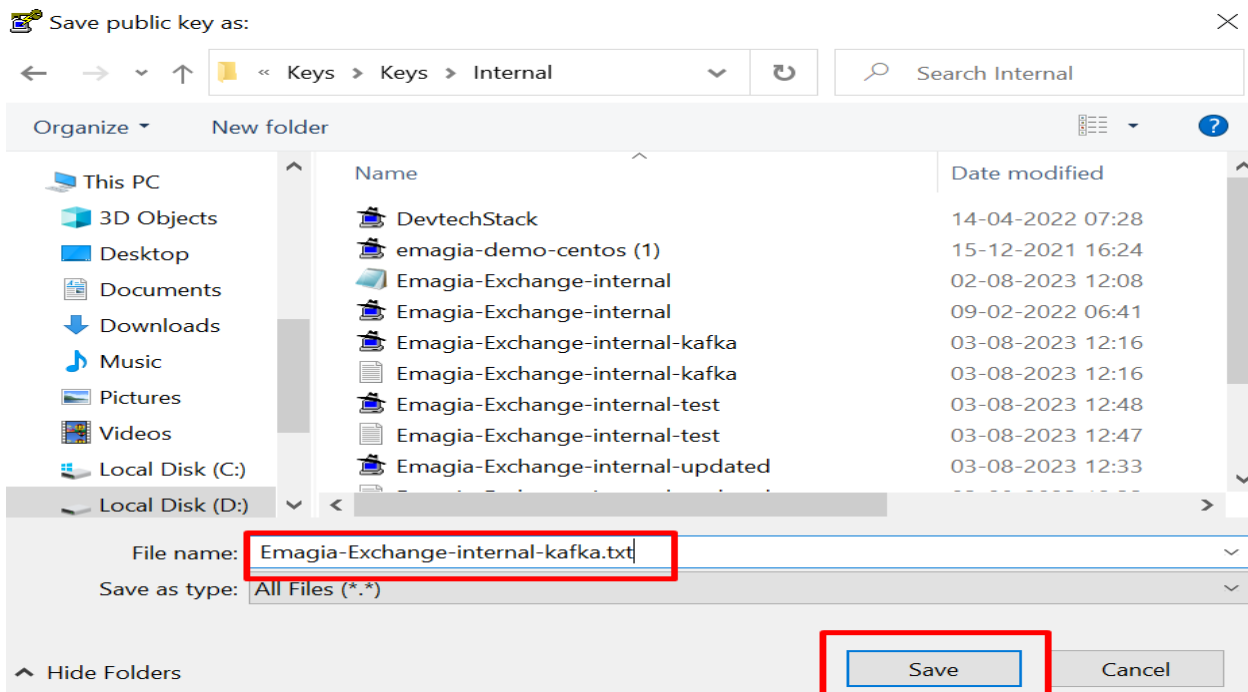 Save public key as:
« Keys > Keys > Internal
Search Internal
Organize
New folder
Name
Date modified
This PC
3D Objects
Desktop
Documents
Downloads
Music
Pictures
Videos
Local Disk (C:)
Local Disk (D:)
DevtechStack 14-04-2022 07:28
emagia-demo-centos (1) 15-12-2021 16:24
Emagia-Exchange-internal 02-08-2023 12:08
Emagia-Exchange-internal 09-02-2022 06:41
Emagia-Exchange-internal-kafka 03-08-2023 12:16
Emagia-Exchange-internal-kafka 03-08-2023 12:16
Emagia-Exchange-internal-test 03-08-2023 12:48
Emagia-Exchange-internal-test 03-08-2023 12:47
Emagia-Exchange-internal-updated 03-08-2023 12:33
File name: Emagia-Exchange-internal-kafka.txt
Save as type: All Files (*.*)
Hide Folders
Save
Cancel